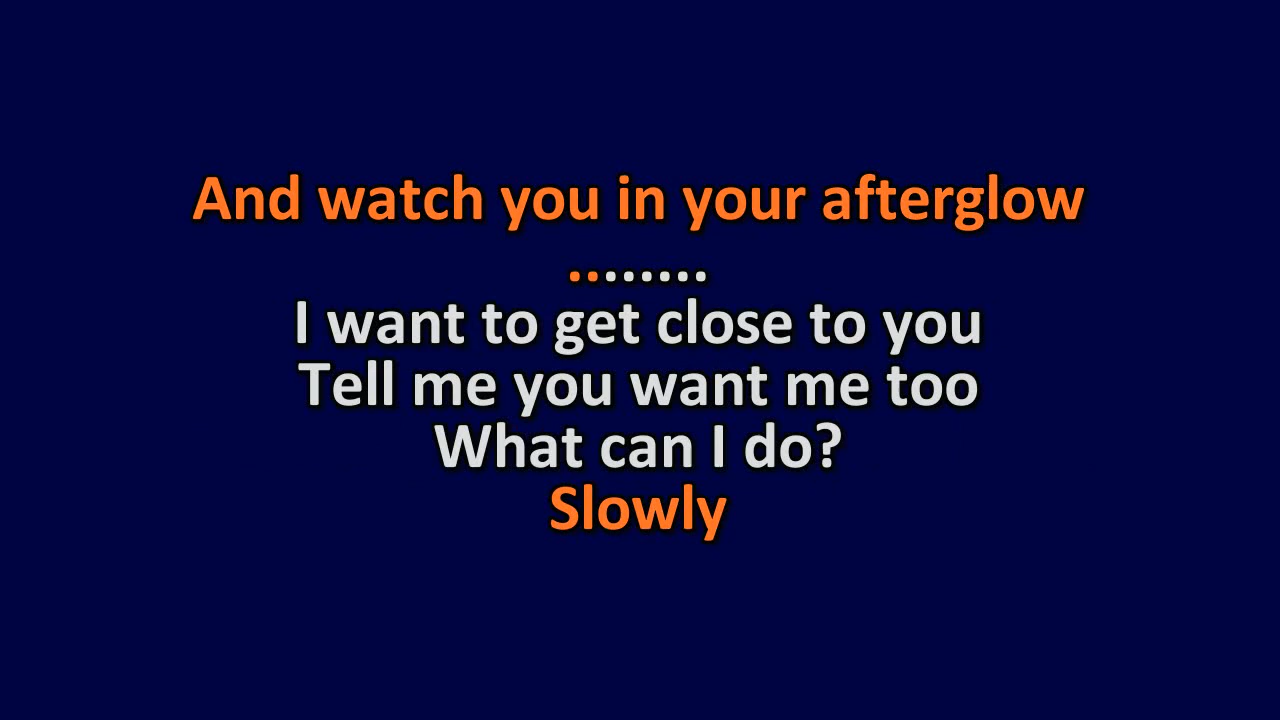 And watch you in your afterglow
........
I want to get close to you
Tell me you want me too
What can I do?
Slowly